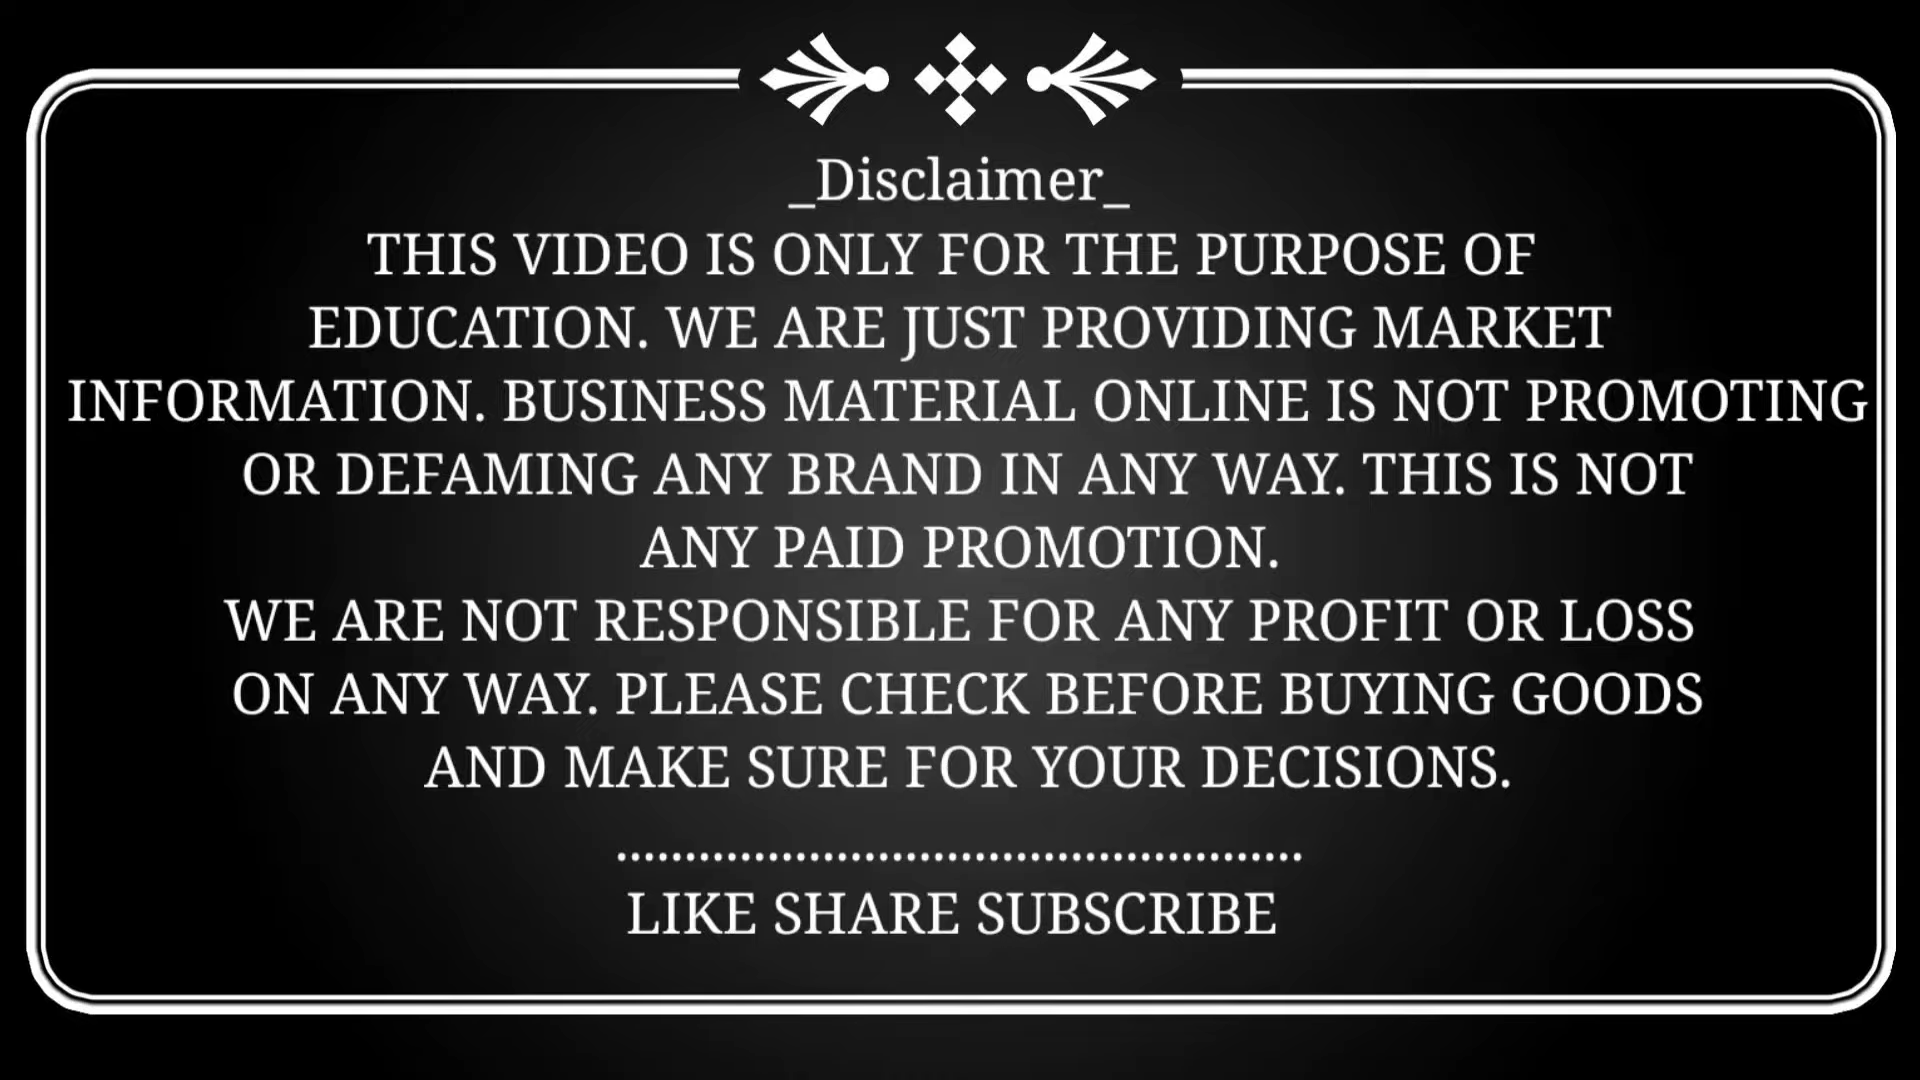 _Disclaimer_
THIS VIDEO IS ONLY FOR THE PURPOSE OF
EDUCATION. WE ARE JUST PROVIDING MARKET
INFORMATION. BUSINESS MATERIAL ONLINE IS NOT PROMOTING
OR DEFAMING ANY BRAND IN ANY WAY. THIS IS NOT
ANY PAID PROMOTION.
WE ARE NOT RESPONSIBLE FOR ANY PROFIT OR LOSS
ON ANY WAY. PLEASE CHECK BEFORE BUYING GOODS
AND MAKE SURE FOR YOUR DECISIONS.
..................................................
LIKE SHARE SUBSCRIBE